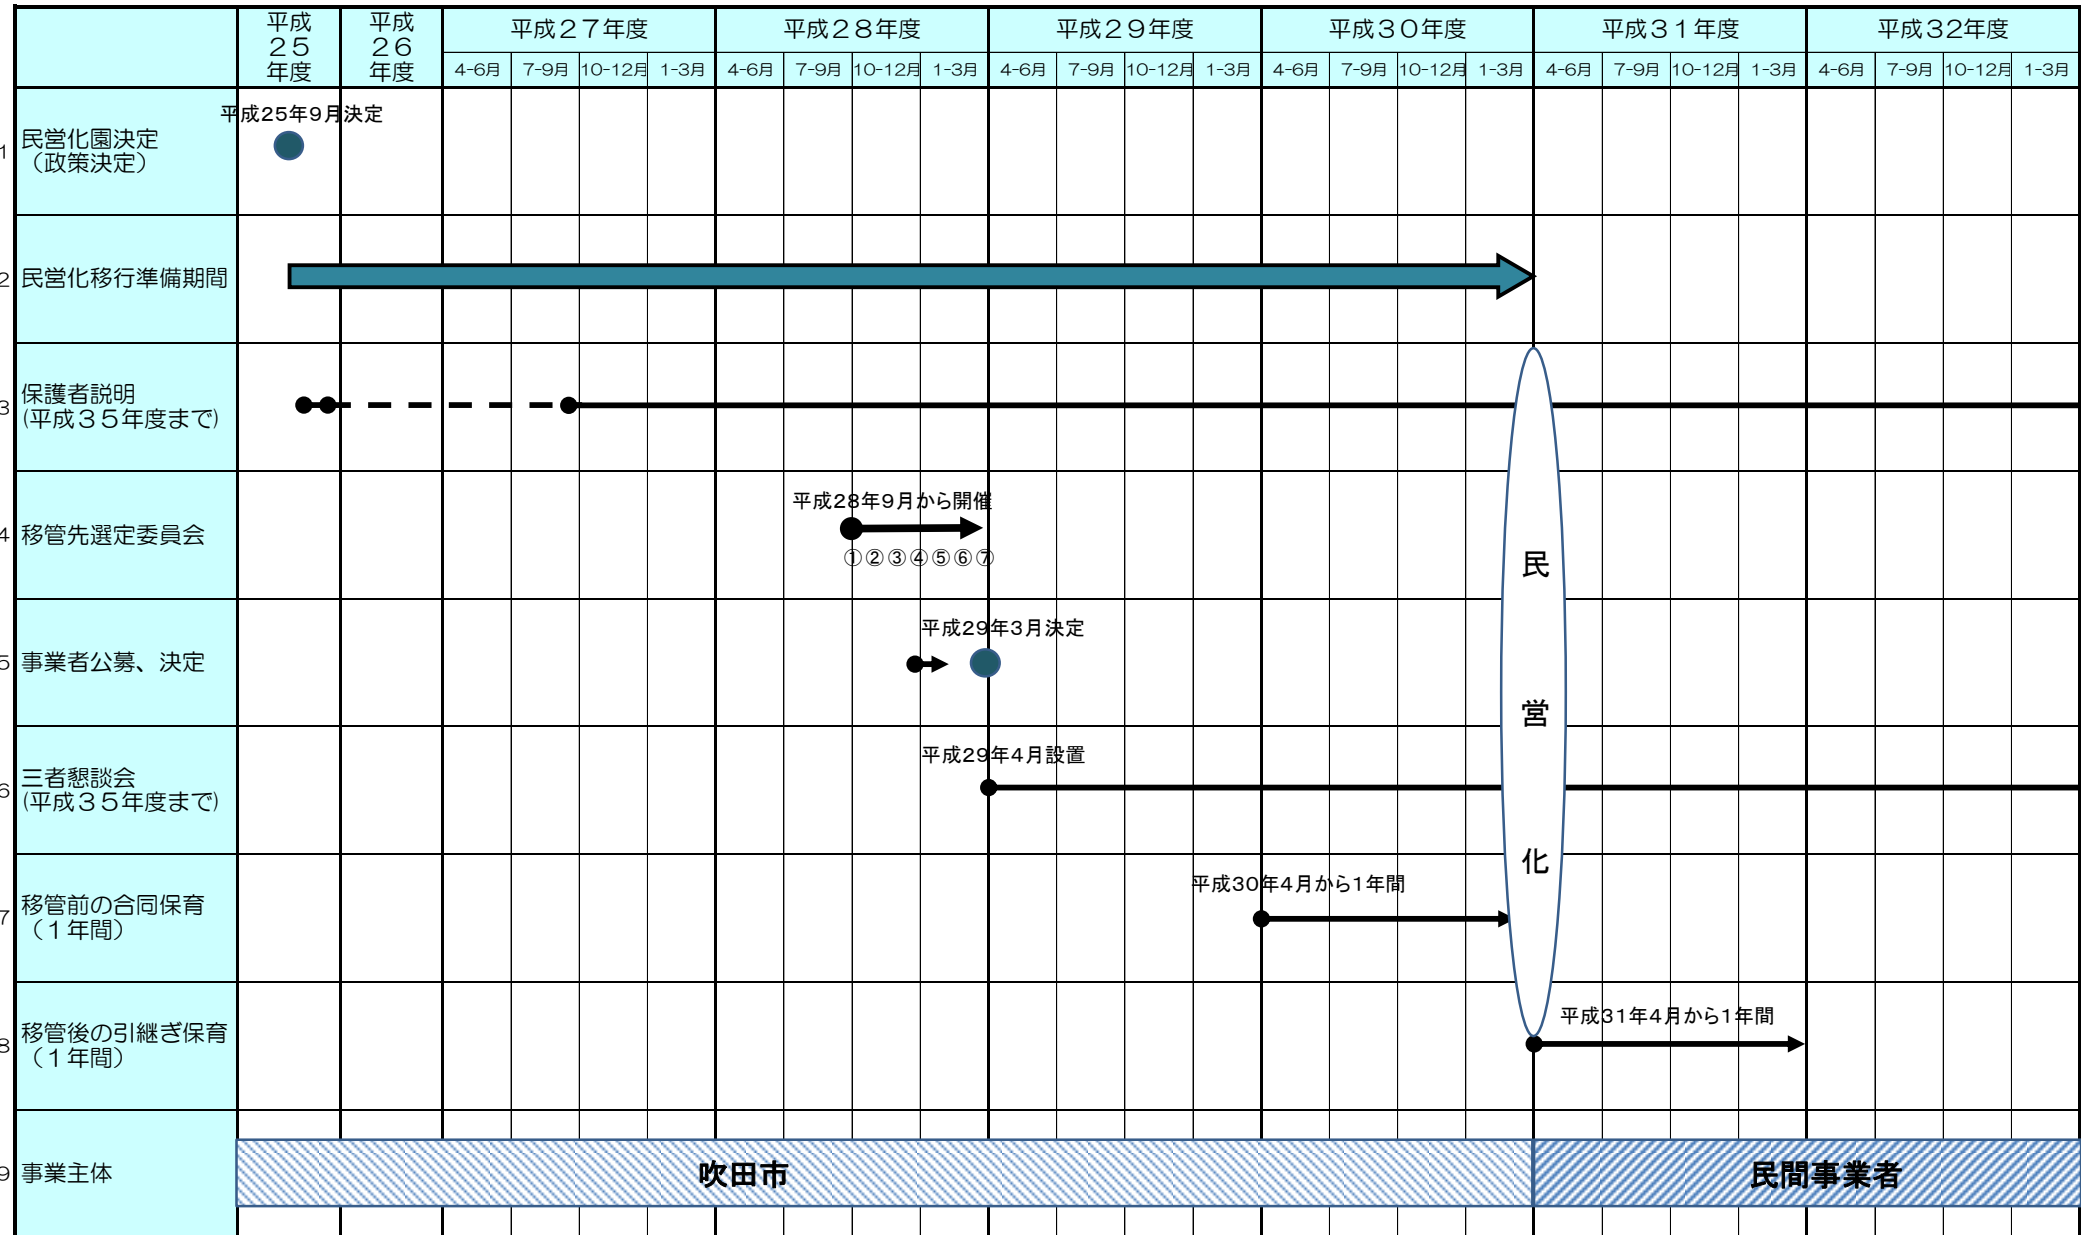 平成
２５
年度
平成
２６
年度
平成２７年度
平成２８年度
平成２９年度
平成３０年度
平成３１年度
平成３２年度
4-6月 7-9月 10-12月 1-3月 4-6月 7-9月 10-12月 1-3月 4-6月 7-9月 10-12月 1-3月 4-6月 7-9月 10-12月 1-3月 4-6月 7-9月 10-12月 1-3月 4-6月 7-9月 10-12月 1-3月
1
民営化園決定
（政策決定）
平成25年9月決定
2
民営化移行準備期間
3
保護者説明
(平成３５年度まで)
4
移管先選定委員会
平成28年9月から開催
①②③④⑤⑥⑦
5
事業者公募、決定
平成29年3月決定
6
三者懇談会
(平成３５年度まで)
平成29年4月設置
7
移管前の合同保育
（１年間）
平成30年4月から1年間
8
移管後の引継ぎ保育
（１年間）
平成31年4月から1年間
民
営
化
9
事業主体
吹田市
民間事業者